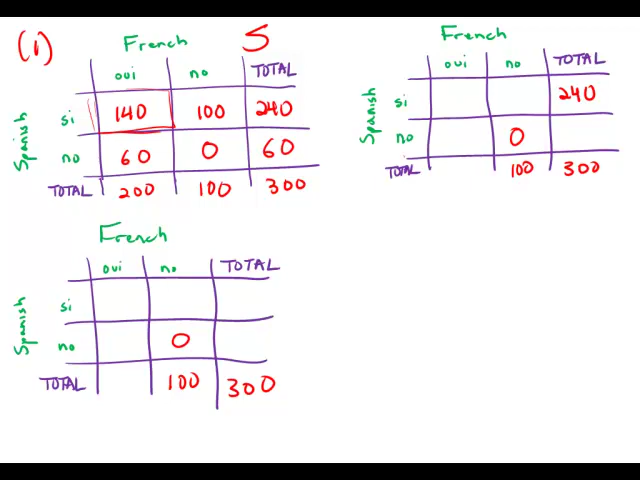 (1) French S
oui no TOTAL
Spanish
si 140 100 240
no 60 0 60
TOTAL 200 100 300
French
oui no TOTAL
Spanish
si 240
no 0
TOTAL 100 300
French
oui no TOTAL
Spanish
si
no 0
TOTAL 100 300